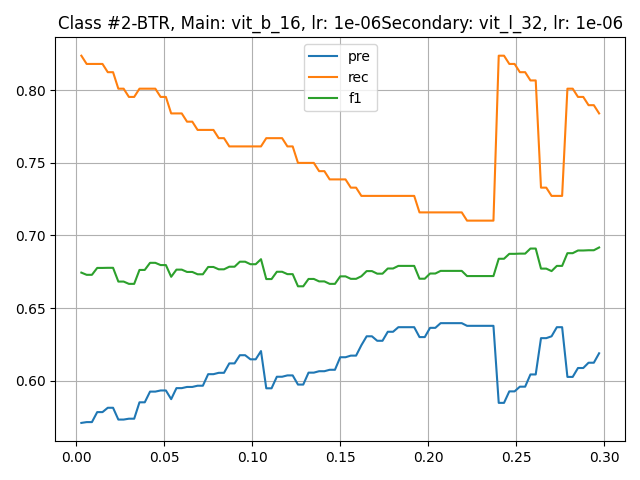 Class #2-BTR, Main: vit_b_16, lr: 1e-06Secondary: vit_l_32, lr: 1e-06
pre
rec
f1
0.80
0.75
0.70
0.65
0.60
0.00 0.05 0.10 0.15 0.20 0.25 0.30